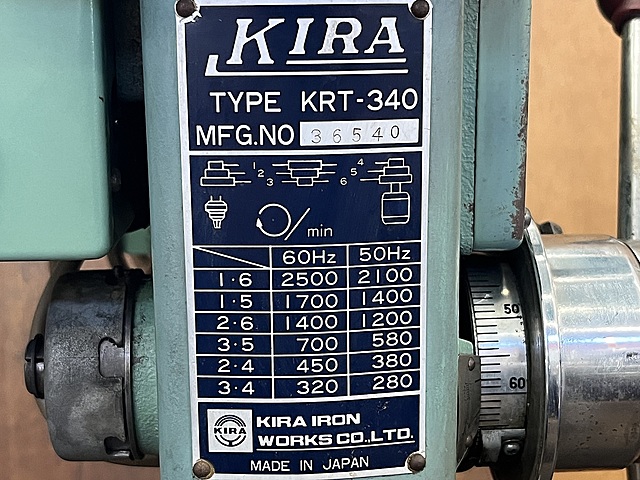 KIRA
TYPE KRT-340
MFG.NO 36540
1 2 3 4 5 6
/min
60Hz 50Hz
1·6 2500 2100
1·5 1700 1400
2·6 1400 1200
3·5 700 580
2·4 450 380
3·4 320 280
KIRA KIRA IRON
WORKS CO.,LTD.
MADE IN JAPAN
50
60